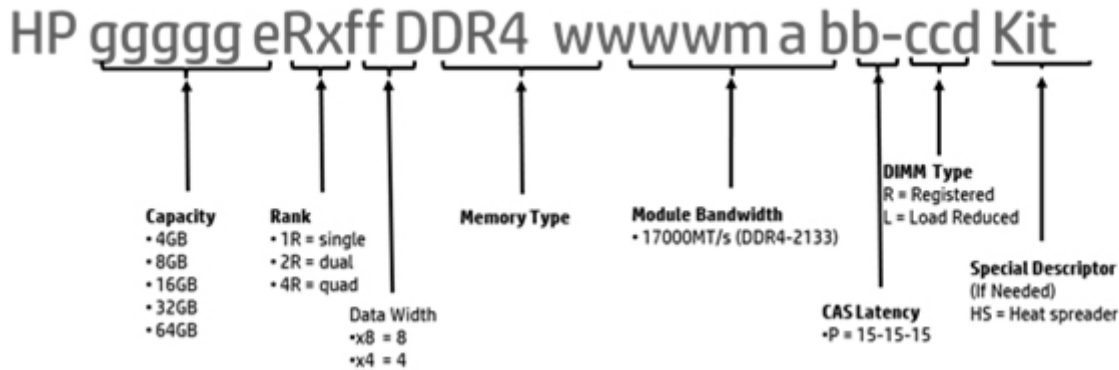 HP ggggg eRxff DDR4 wwwwm a bb-ccd Kit
Capacity
• 4GB
• 8GB
• 16GB
• 32GB
• 64GB
Rank
• 1R = single
• 2R = dual
• 4R = quad
Data Width
•x8 = 8
•x4 = 4
Memory Type
Module Bandwidth
• 17000MT/s (DDR4-2133)
CAS Latency
•P = 15-15-15
DIMM Type
R = Registered
L = Load Reduced
Special Descriptor
(If Needed)
HS = Heat spreader